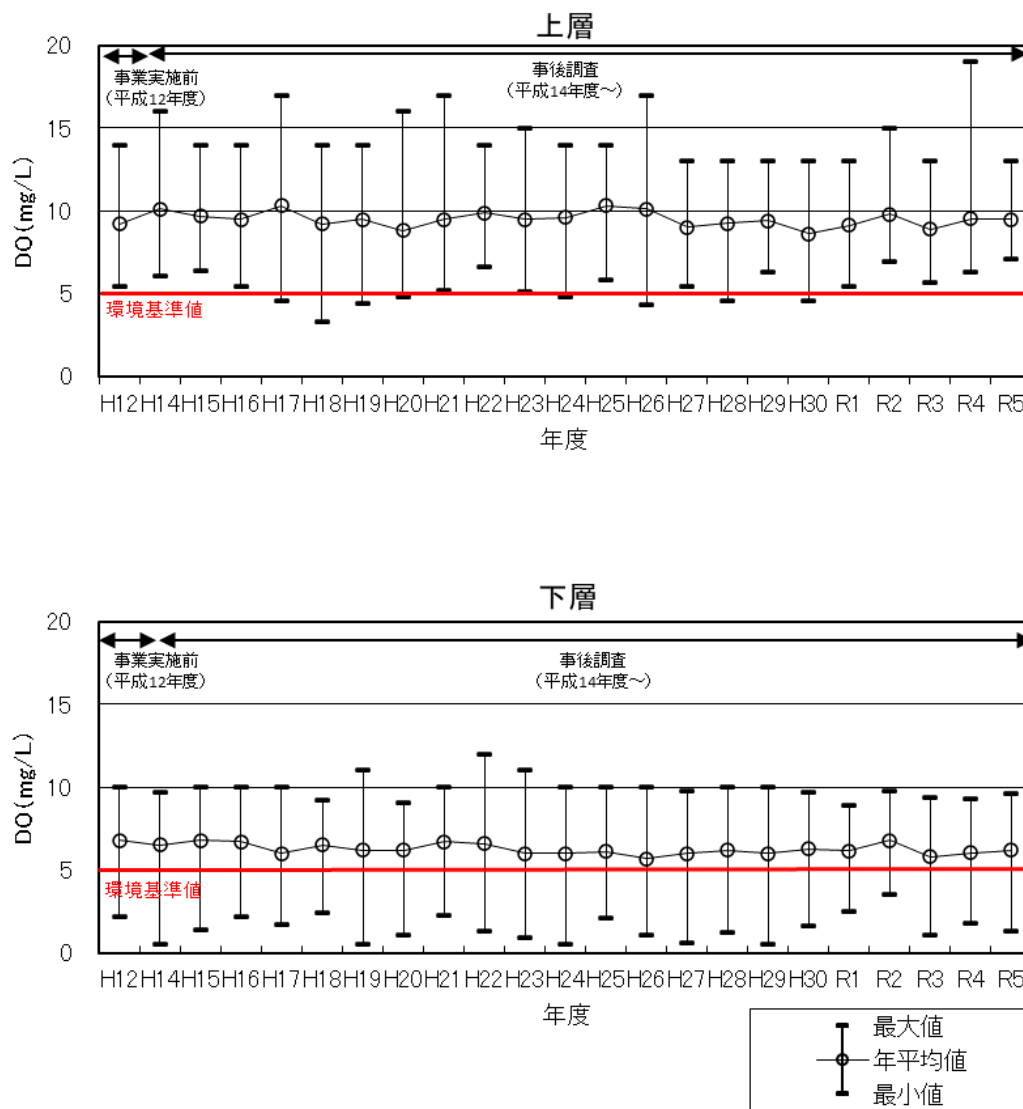 上層
20
15
10
5
0
DO(mg/L)
事業実施前
(平成12年度)
事後調査
(平成14年度~)
環境基準値
H12 H14 H15 H16 H17 H18 H19 H20 H21 H22 H23 H24 H25 H26 H27 H28 H29 H30 R1 R2 R3 R4 R5
年度
下層
20
15
10
5
0
DO(mg/L)
事業実施前
(平成12年度)
事後調査
(平成14年度~)
環境基準値
H12 H14 H15 H16 H17 H18 H19 H20 H21 H22 H23 H24 H25 H26 H27 H28 H29 H30 R1 R2 R3 R4 R5
年度
最大値
年平均値
最小値